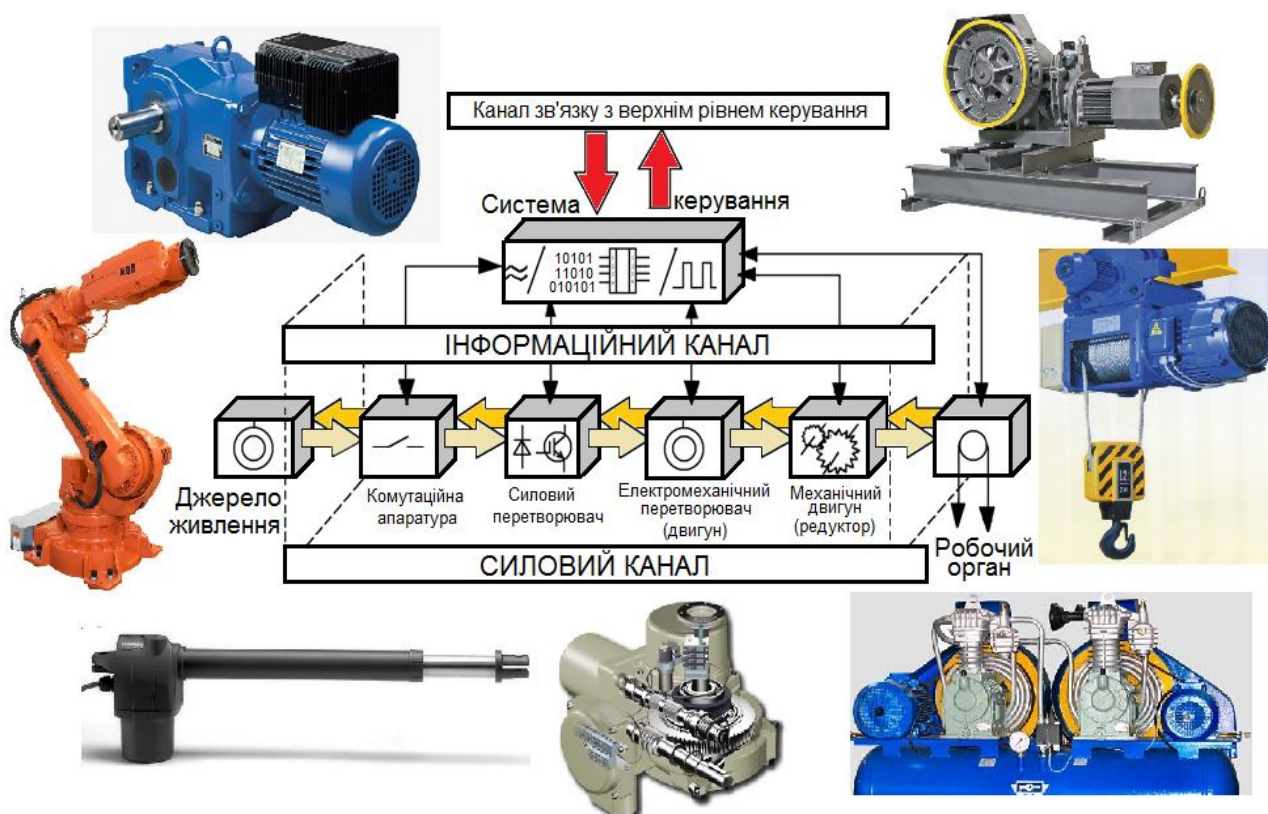 Канал зв'язку з верхнім рівнем керування
Система керування
10101
11010
010101
ІНФОРМАЦІЙНИЙ КАНАЛ
Джерело
живлення
Комутаційна
апаратура
Силовий
перетворювач
Електромеханічний
перетворювач
(двигун)
Механічний
двигун
(редуктор)
Робочий
орган
СИЛОВИЙ КАНАЛ
ABB